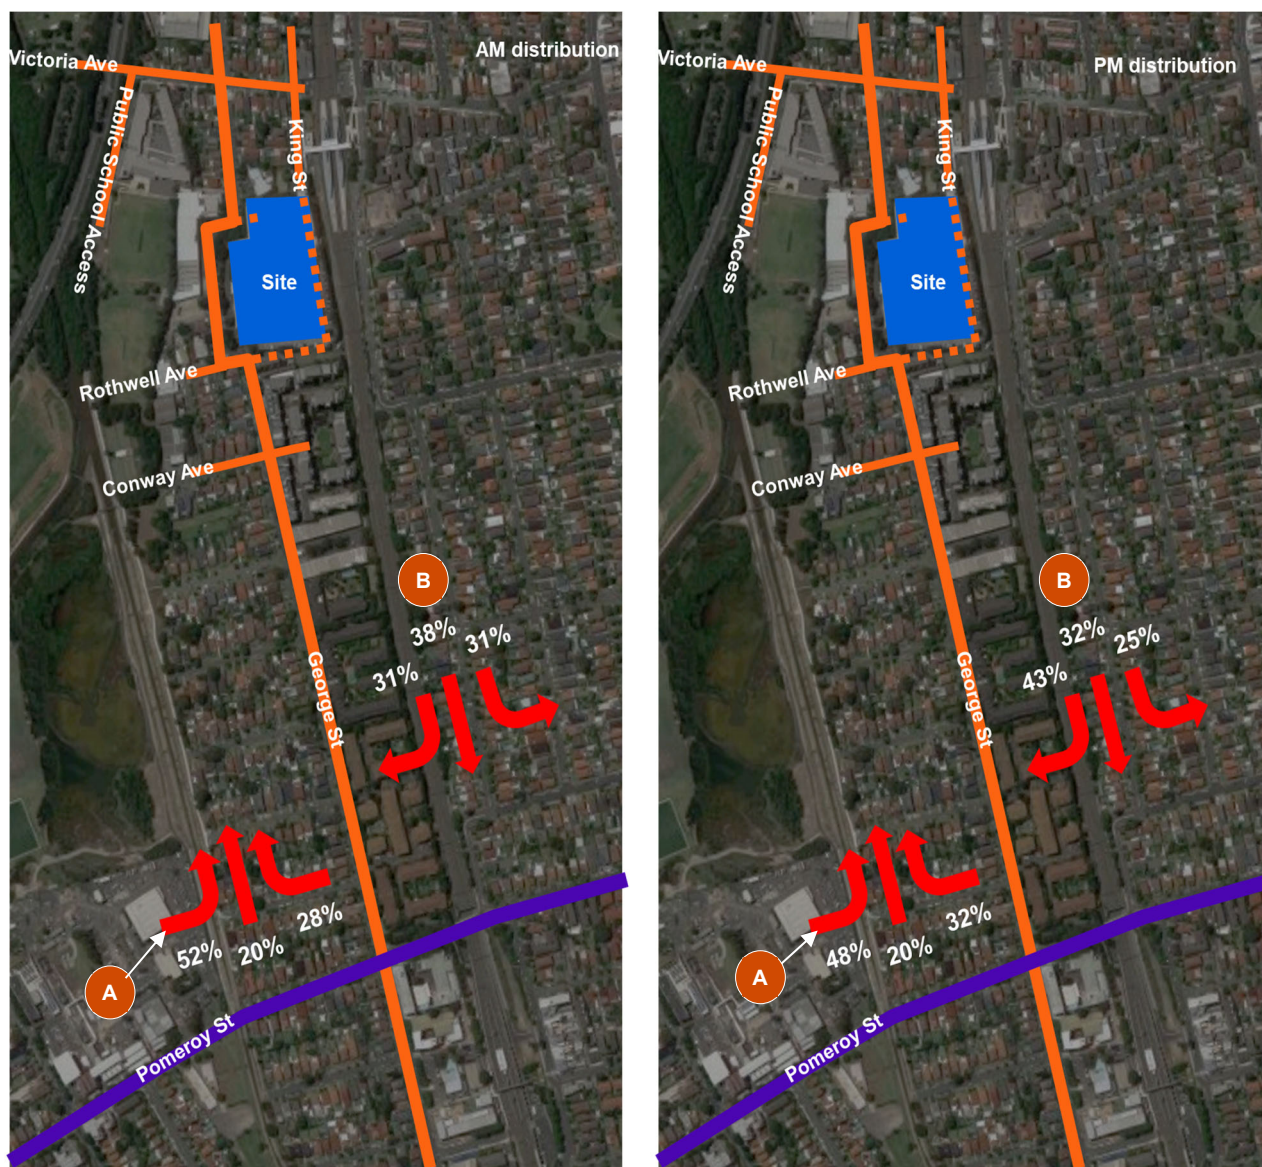 AM distribution
Victoria Ave
Public School Access
King St
Site
Rothwell Ave
Conway Ave
B
38%
31%
31%
George St
28%
52%
20%
A
Pomeroy St
PM distribution
Victoria Ave
Public School Access
King St
Site
Rothwell Ave
Conway Ave
B
32%
25%
43%
George St
32%
48%
20%
A
Pomeroy St